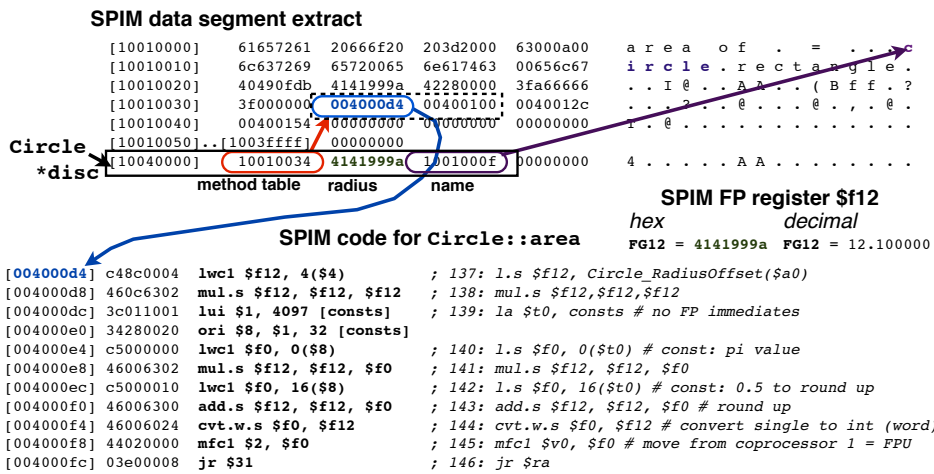 SPIM data segment extract
[10010000] 61657261 20666f20 203d2000 63000a00 a r e a o f . = . . . c
[10010010] 6c637269 65720065 6e617463 00656c67 i r c l e . r e c t a n g l e .
[10010020] 40490fdb 4141999a 42280000 3fa66666 . . I @ . . A A . . ( B f f . ?
[10010030] 3f000000 004000d4 00400100 0040012c . . . ? . . @ . . . @ . , . @ .
[10010040] 00400154 00000000 00000000 00000000 T . @ . . . . . . . . . . . . .
[10010050]..[1003ffff] 00000000
Circle *disc
[10040000] 10010034 4141999a 1001000f 00000000 4 . . . . . A A . . . . . . . .
method table radius name
SPIM FP register $f12
hex decimal
FG12 = 4141999a FG12 = 12.100000
SPIM code for Circle::area
[004000d4] c48c0004 lwc1 $f12, 4($4) ; 137: l.s $f12, Circle_RadiusOffset($a0)
[004000d8] 460c6302 mul.s $f12, $f12, $f12 ; 138: mul.s $f12,$f12,$f12
[004000dc] 3c011001 lui $1, 4097 [consts] ; 139: la $t0, consts # no FP immediates
[004000e0] 34280020 ori $8, $1, 32 [consts]
[004000e4] c5000000 lwc1 $f0, 0($8) ; 140: l.s $f0, 0($t0) # const: pi value
[004000e8] 46006302 mul.s $f12, $f12, $f0 ; 141: mul.s $f12, $f12, $f0
[004000ec] c5000010 lwc1 $f0, 16($8) ; 142: l.s $f0, 16($t0) # const: 0.5 to round up
[004000f0] 46006300 add.s $f12, $f12, $f0 ; 143: add.s $f12, $f12, $f0 # round up
[004000f4] 46006024 cvt.w.s $f0, $f12 ; 144: cvt.w.s $f0, $f12 # convert single to int (word)
[004000f8] 44020000 mfc1 $2, $f0 ; 145: mfc1 $v0, $f0 # move from coprocessor 1 = FPU
[004000fc] 03e00008 jr $31 ; 146: jr $ra